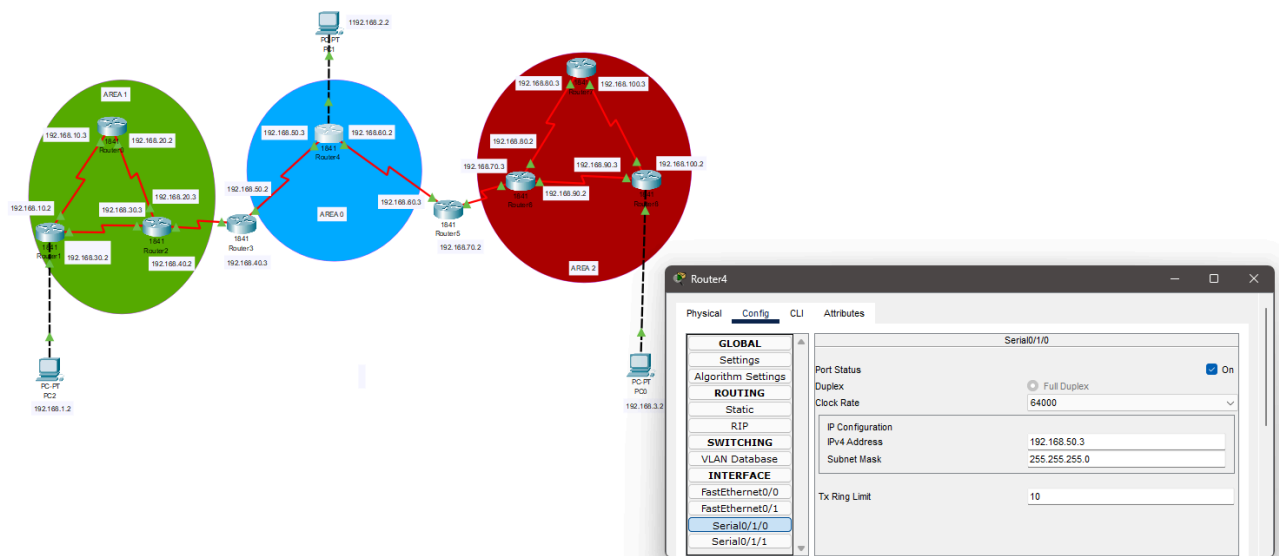 1192.168.2.2
PC-PT
PC1
AREA 1
192.168.10.3
192.168.20.2
1841
192.168.10.2
192.168.30.3
192.168.20.3
1841
Router1
192.168.30.2
1841
Router2
192.168.40.2
192.168.50.2
1841
Router3
192.168.40.3
192.168.50.3
192.168.60.2
1841
Router4
AREA 0
192.168.60.3
1841
Router5
192.168.70.2
192.168.80.3
192.168.100.3
192.168.80.2
192.168.70.3
192.168.90.3
192.168.100.2
192.168.90.2
AREA 2
PC-PT
PC2
192.168.1.2
PC-PT
PC0
192.168.3.2
Router4
Physical Config CLI Attributes
GLOBAL
Settings
Algorithm Settings
ROUTING
Static
RIP
SWITCHING
VLAN Database
INTERFACE
FastEthernet0/0
FastEthernet0/1
Serial0/1/0
Serial0/1/1
Serial0/1/0
Port Status On
Duplex Full Duplex
Clock Rate 64000
IP Configuration
IPv4 Address 192.168.50.3
Subnet Mask 255.255.255.0
Tx Ring Limit 10